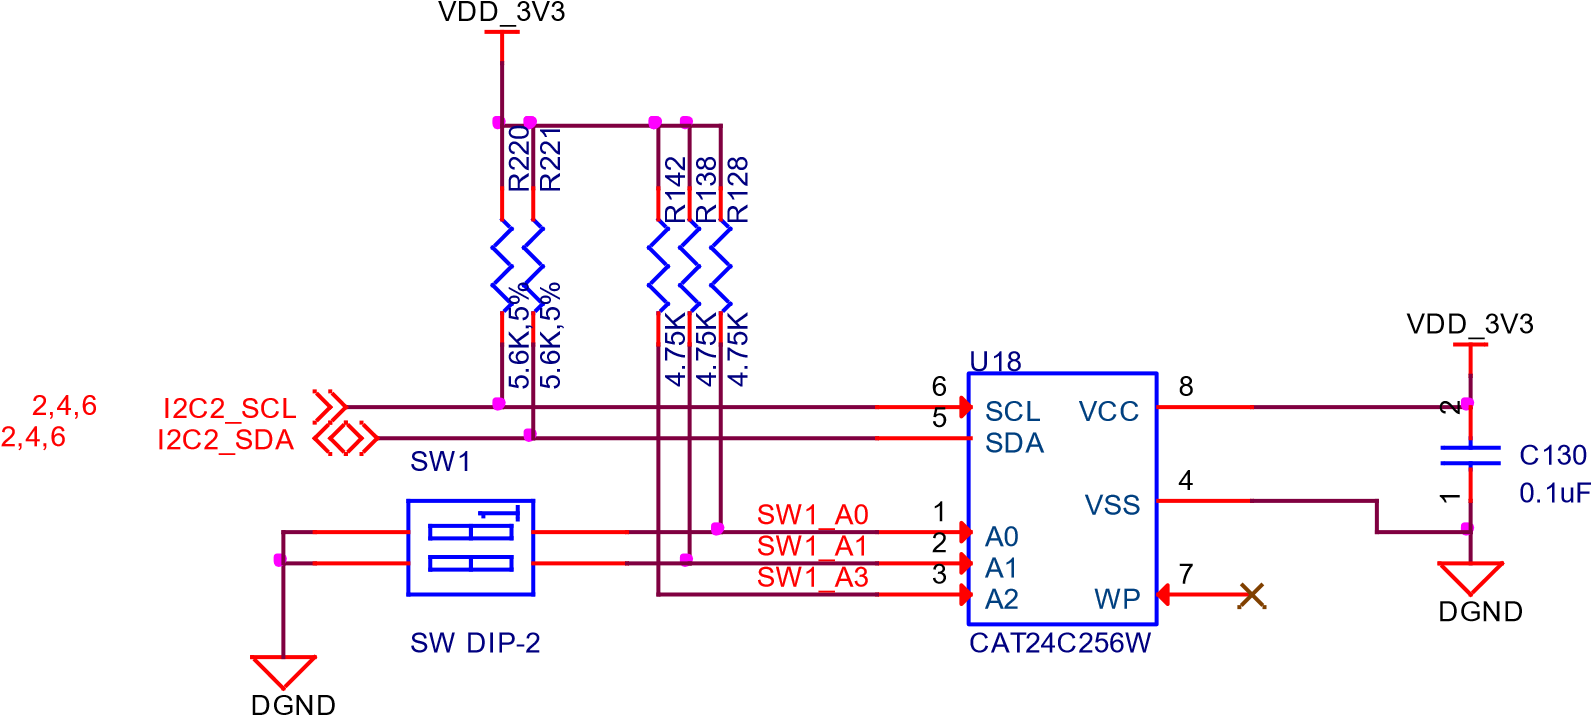 VDD_3V3
R220
R221
R142
R138
R128
5.6K,5%
5.6K,5%
4.75K
4.75K
4.75K
VDD_3V3
U18
2,4,6
I2C2_SCL
6
SCL
VCC
8
2
2,4,6
I2C2_SDA
5
SDA
SW1
C130
0.1uF
1
VSS
4
SW1_A0
1
A0
SW1_A1
2
A1
SW1_A3
3
A2
WP
7
DGND
SW DIP-2
CAT24C256W
1
DGND